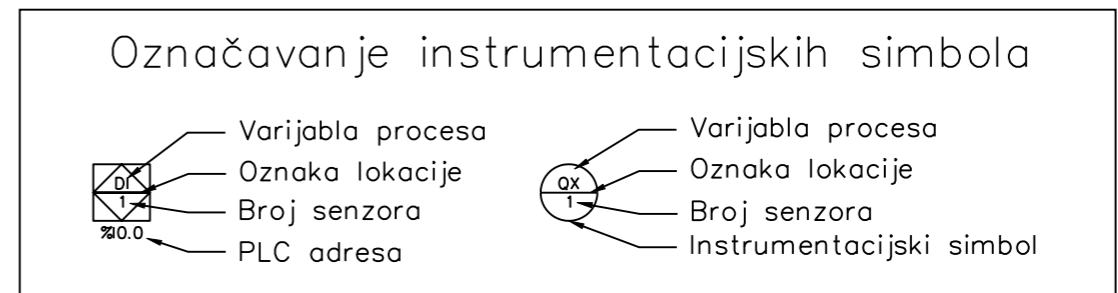 Označavanje instrumentacijskih simbola
Varijabla procesa
Oznaka lokacije
Broj senzora
PLC adresa
DI
1
%I0.0
Varijabla procesa
Oznaka lokacije
Broj senzora
Instrumentacijski simbol
QX
1